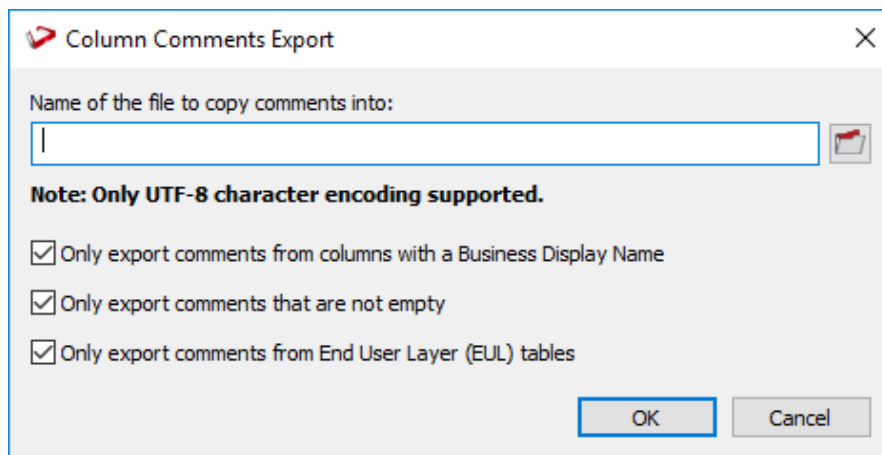 Column Comments Export
Name of the file to copy comments into:
Note: Only UTF-8 character encoding supported.
Only export comments from columns with a Business Display Name
Only export comments that are not empty
Only export comments from End User Layer (EUL) tables
OK
Cancel